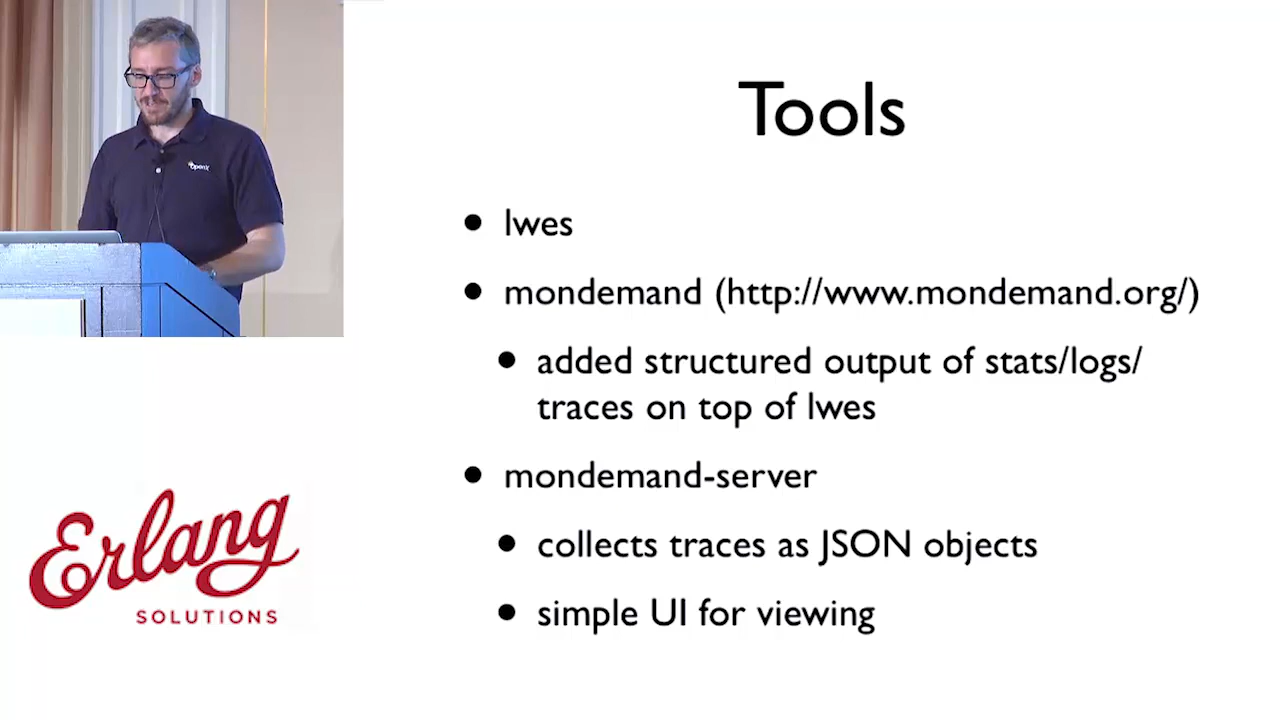 Tools
• lwes
• mondemand (http://www.mondemand.org/)
• added structured output of stats/logs/
traces on top of lwes
• mondemand-server
• collects traces as JSON objects
• simple UI for viewing
OpenX
Erlang
SOLUTIONS